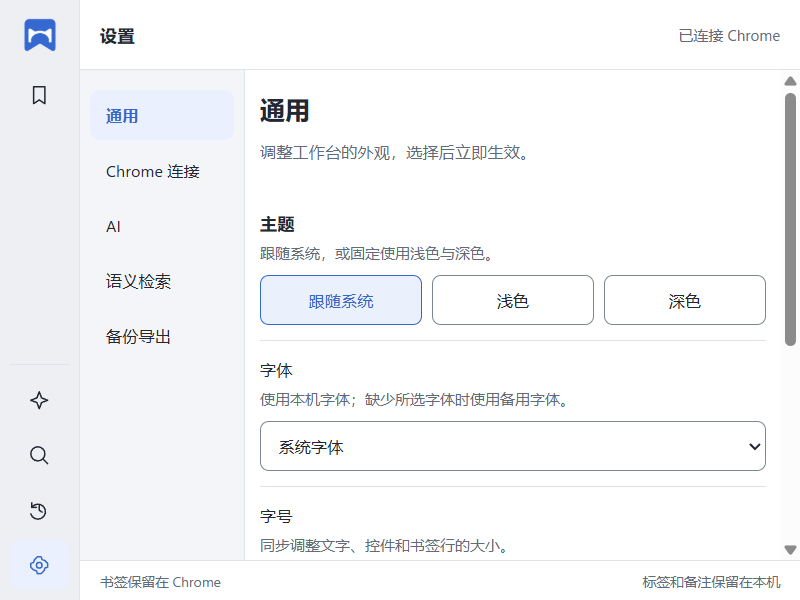 设置
已连接 Chrome
通用
Chrome 连接
AI
语义检索
备份导出
通用
调整工作台的外观，选择后立即生效。
主题
跟随系统，或固定使用浅色与深色。
跟随系统
浅色
深色
字体
使用本机字体；缺少所选字体时使用备用字体。
系统字体
字号
同步调整文字、控件和书签行的大小。
书签保留在 Chrome
标签和备注保留在本机